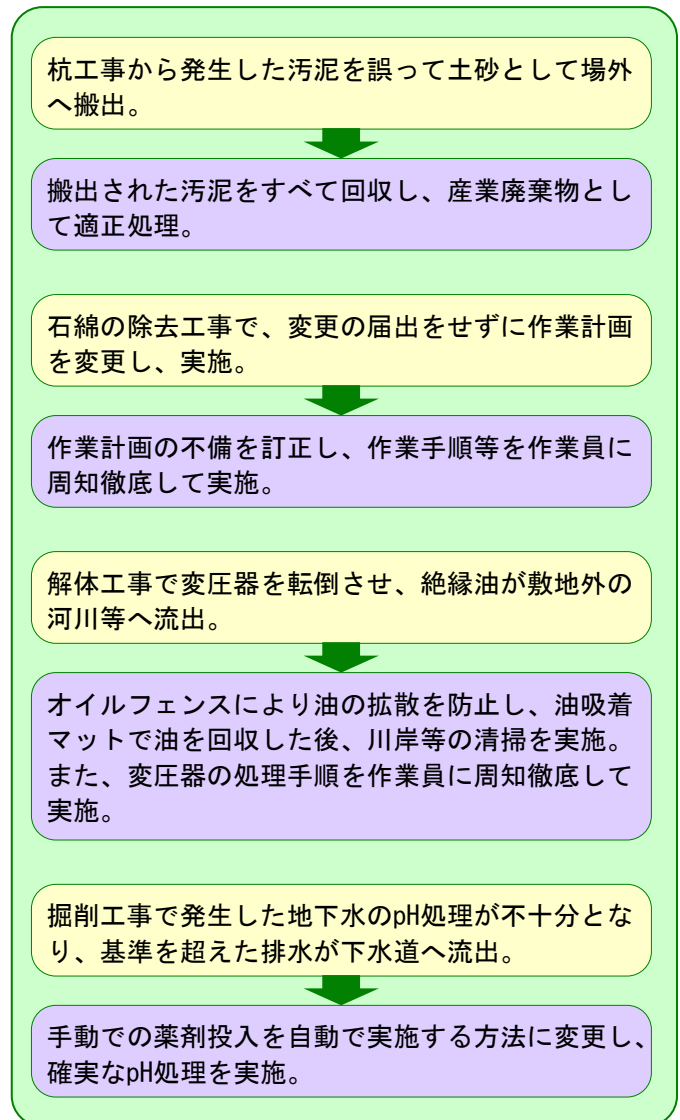 杭工事から発生した汚泥を誤って土砂として場外
へ搬出。
搬出された汚泥をすべて回収し、産業廃棄物とし
て適正処理。
石綿の除去工事で、変更の届出をせずに作業計画
を変更し、実施。
作業計画の不備を訂正し、作業手順等を作業員に
周知徹底して実施。
解体工事で変圧器を転倒させ、絶縁油が敷地外の
河川等へ流出。
オイルフェンスにより油の拡散を防止し、油吸着
マットで油を回収した後、川岸等の清掃を実施。
また、変圧器の処理手順を作業員に周知徹底して
実施。
掘削工事で発生した地下水のpH処理が不十分とな
り、基準を超えた排水が下水道へ流出。
手動での薬剤投入を自動で実施する方法に変更し、
確実なpH処理を実施。